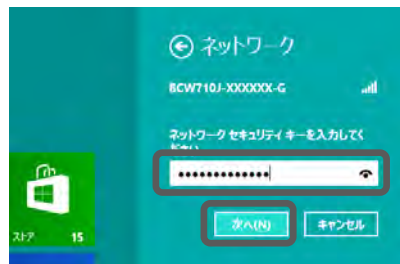 ネットワーク
BCW710J-XXXXXX-G
ネットワーク セキュリティ キーを入力してく
ださい
•••••••••••••
次へ(N)
キャンセル
ストア 15